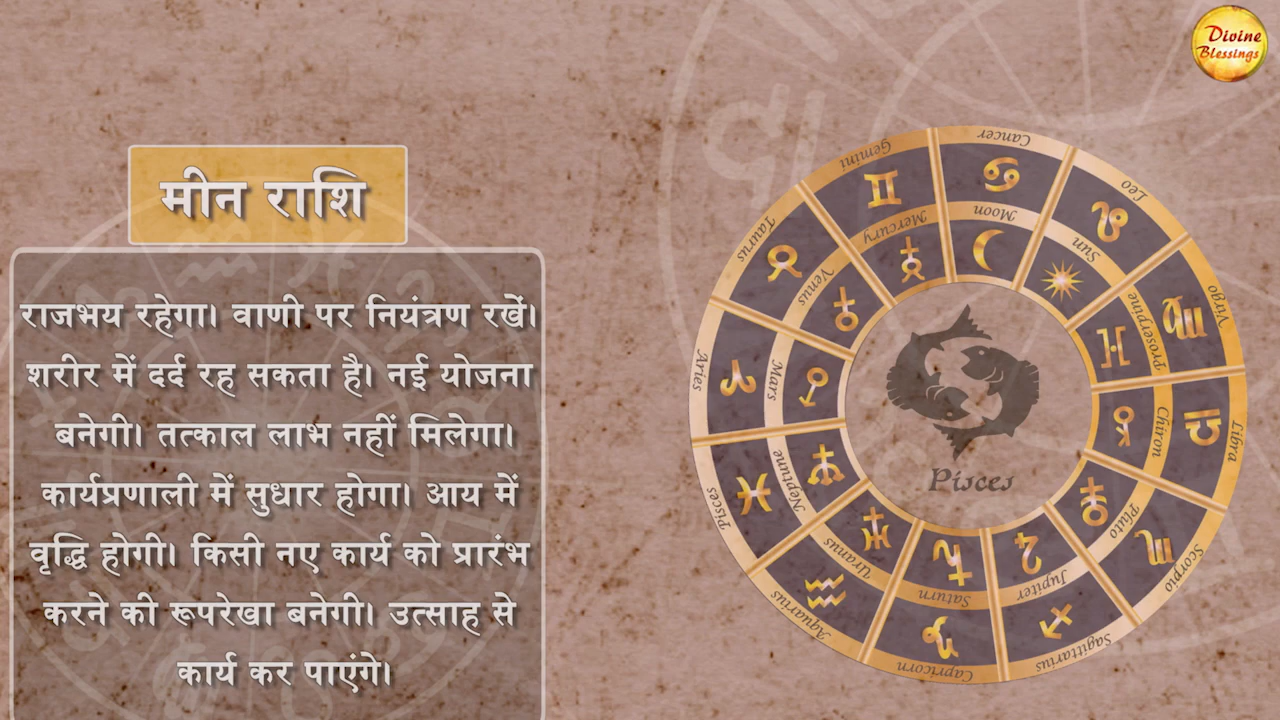 Divine
Blessings
मीन राशि
राजभय रहेगा। वाणी पर नियंत्रण रखें।
शरीर में दर्द रह सकता है। नई योजना
बनेगी। तत्काल लाभ नहीं मिलेगा।
कार्यप्रणाली में सुधार होगा। आय में
वृद्धि होगी। किसी नए कार्य को प्रारंभ
करने की रूपरेखा बनेगी। उत्साह से
कार्य कर पाएंगे।
Cancer
Leo
Virgo
Libra
Scorpio
Sagittarius
Capricorn
Aquarius
Pisces
Aries
Taurus
Gemini
Moon
Sun
Proserpine
Chiron
Pluto
Jupiter
Saturn
Uranus
Neptune
Mars
Venus
Mercury
Pisces